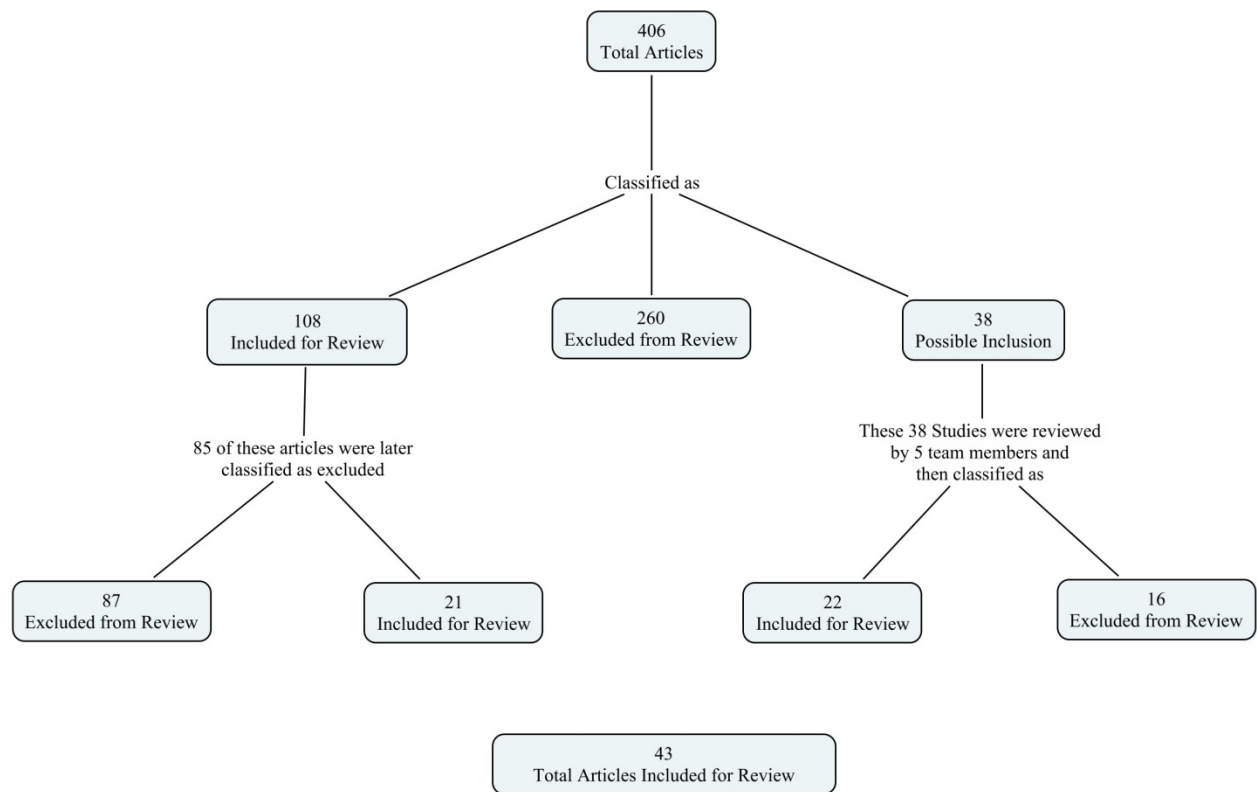 406
Total Articles
Classified as
108
Included for Review
260
Excluded from Review
38
Possible Inclusion
85 of these articles were later
classified as excluded
These 38 Studies were reviewed
by 5 team members and
then classified as
87
Excluded from Review
21
Included for Review
22
Included for Review
16
Excluded from Review
43
Total Articles Included for Review